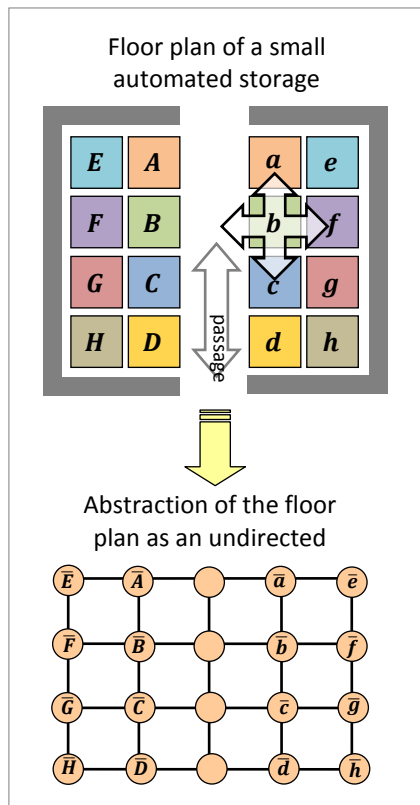 Floor plan of a small
automated storage
E A a e
F B b f
G C c g
H D d h
passage
Abstraction of the floor
plan as an undirected
E̅ A̅ a̅ e̅
F̅ B̅ b̅ f̅
G̅ C̅ c̅ g̅
H̅ D̅ d̅ h̅